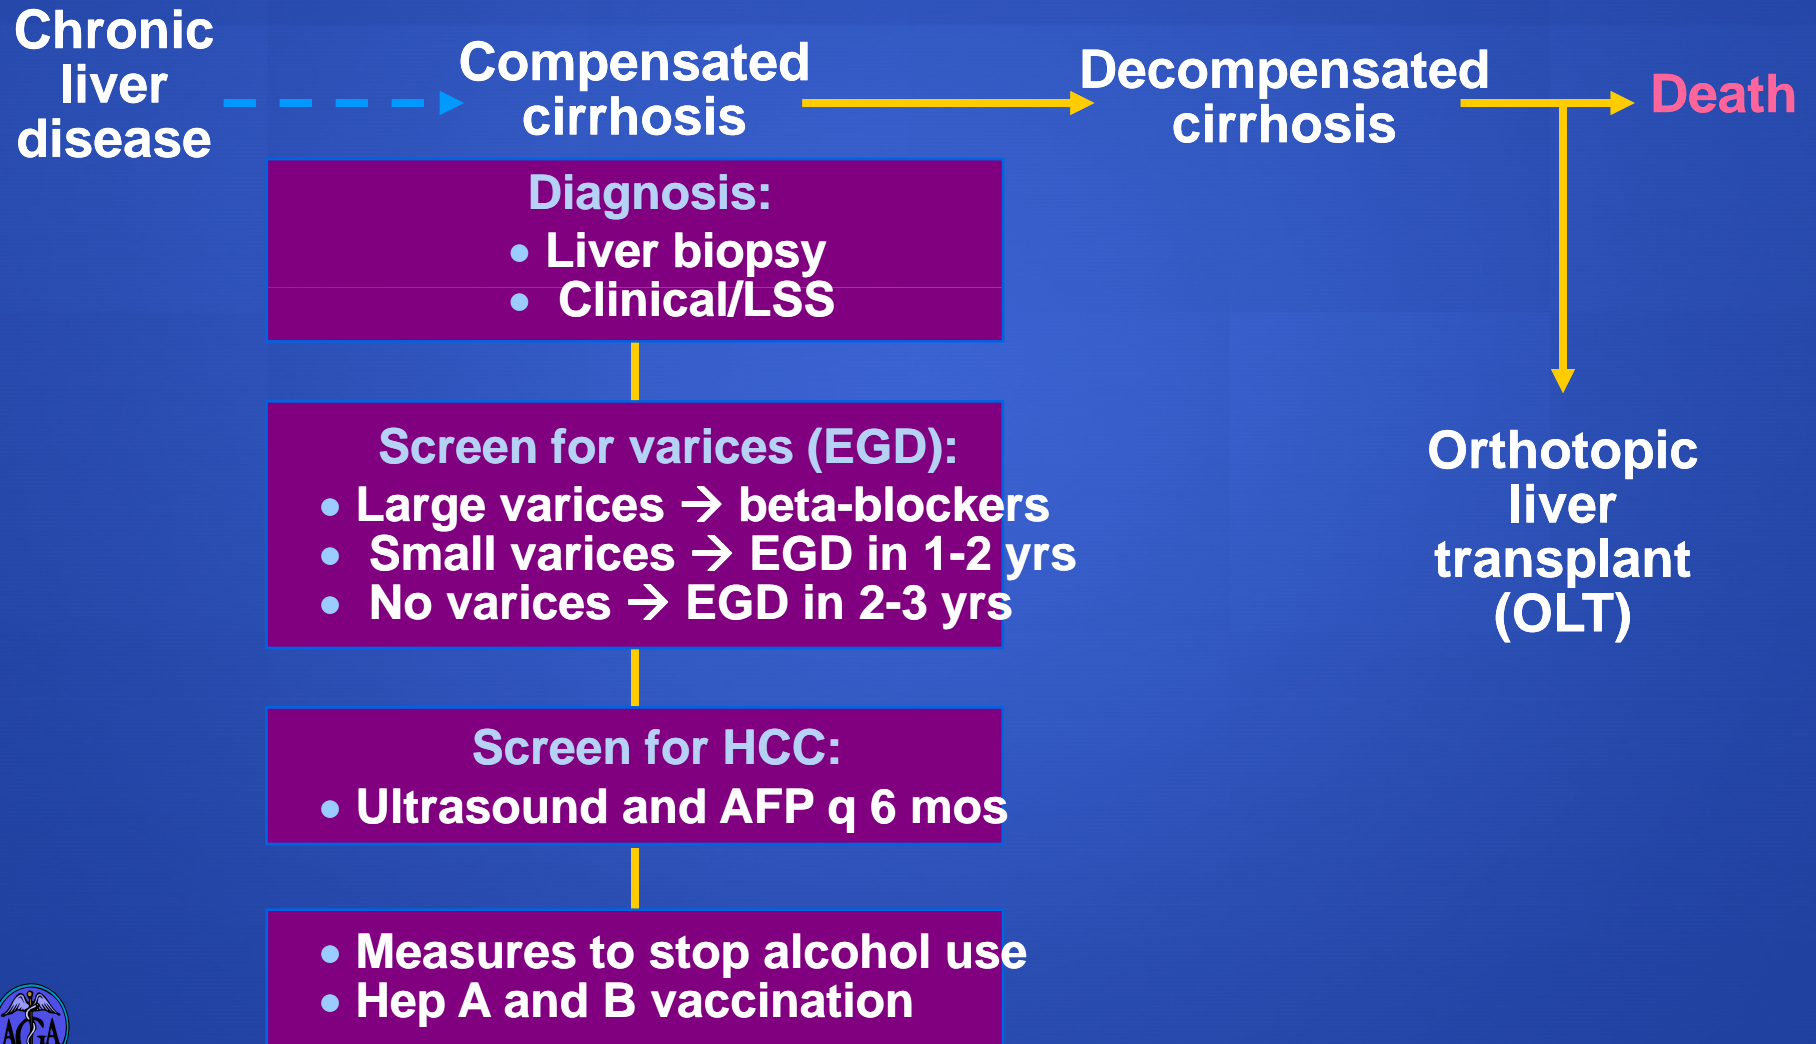 Chronic
liver
disease
Compensated
cirrhosis
Decompensated
cirrhosis
Death
Diagnosis:
• Liver biopsy
• Clinical/LSS
Screen for varices (EGD):
• Large varices → beta-blockers
• Small varices → EGD in 1-2 yrs
• No varices → EGD in 2-3 yrs
Screen for HCC:
• Ultrasound and AFP q 6 mos
• Measures to stop alcohol use
• Hep A and B vaccination
Orthotopic
liver
transplant
(OLT)